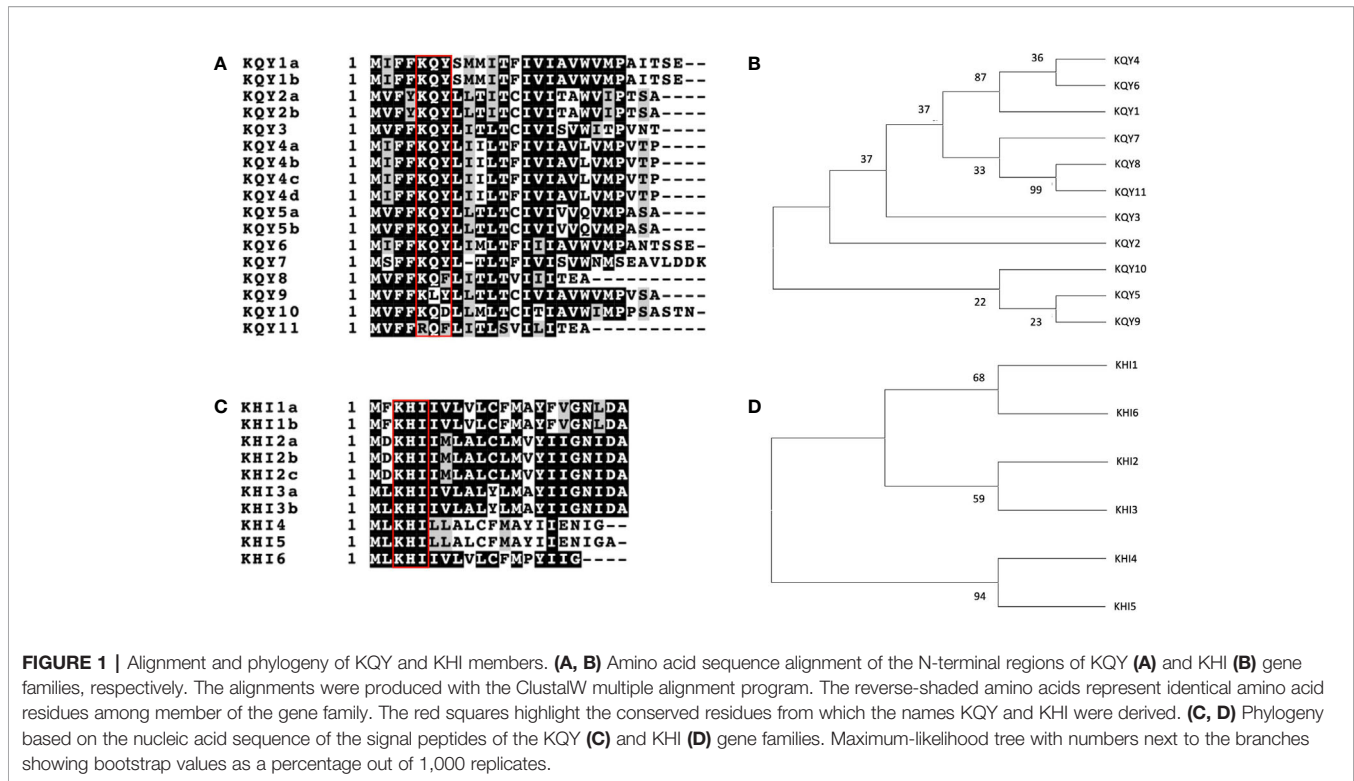 A
KQY1a 1 MIFFKQYSMMITFIVIAVWVMPAITSE--
KQY1b 1 MIFFKQYSMMITFIVIAVWVMPAITSE--
KQY2a 1 MVFYKQYLLTITCIVITAWVIPTSA----
KQY2b 1 MVFYKQYLLTITCIVITAWVIPTSA----
KQY3 1 MVFFKQYLITLTCIVISVWITPVNT----
KQY4a 1 MIFFKQYLIILTFIVIAVLVMPVTP----
KQY4b 1 MIFFKQYLIILTFIVIAVLVMPVTP----
KQY4c 1 MIFFKQYLIILTFIVIAVLVMPVTP----
KQY4d 1 MIFFKQYLIILTFIVIAVLVMPVTP----
KQY5a 1 MVFFKQYLLTLTCIVIVVQVMPASA----
KQY5b 1 MVFFKQYLLTLTCIVIVVQVMPASA----
KQY6 1 MIFFKQYLIMLTFIIIAVWVMPANTSSE-
KQY7 1 MSFFKQYL-TLTFIVISVWNMSEAVLDDK
KQY8 1 MVFFKQFLITLTVIIITEA----------
KQY9 1 MVFFKLYLLTLTCIVIAVWVMPVSA----
KQY10 1 MVFFKQDLLMLTCITIAVWIMPPSASTN-
KQY11 1 MVFFRQFLITLSVILITEA----------
B
36
87
37
37
33
99
22
23
KQY4
KQY6
KQY1
KQY7
KQY8
KQY11
KQY3
KQY2
KQY10
KQY5
KQY9
C
KHI1a 1 MFKHIIVLVLCFMAYFVGNLDA
KHI1b 1 MFKHIIVLVLCFMAYFVGNLDA
KHI2a 1 MDKHIIMLALCLMVYIIGNIDA
KHI2b 1 MDKHIIMLALCLMVYIIGNIDA
KHI2c 1 MDKHIIMLALCLMVYIIGNIDA
KHI3a 1 MLKHIIVLALYLMAYIIGNIDA
KHI3b 1 MLKHIIVLALYLMAYIIGNIDA
KHI4 1 MLKHILLALCFMAYIIENIG--
KHI5 1 MLKHILLALCFMAYIIENIGA-
KHI6 1 MLKHIIVLVLCFMPYIIG----
D
68
59
94
KHI1
KHI6
KHI2
KHI3
KHI4
KHI5
FIGURE 1 | Alignment and phylogeny of KQY and KHI members. (A, B) Amino acid sequence alignment of the N-terminal regions of KQY (A) and KHI (B) gene
families, respectively. The alignments were produced with the ClustalW multiple alignment program. The reverse-shaded amino acids represent identical amino acid
residues among member of the gene family. The red squares highlight the conserved residues from which the names KQY and KHI were derived. (C, D) Phylogeny
based on the nucleic acid sequence of the signal peptides of the KQY (C) and KHI (D) gene families. Maximum-likelihood tree with numbers next to the branches
showing bootstrap values as a percentage out of 1,000 replicates.